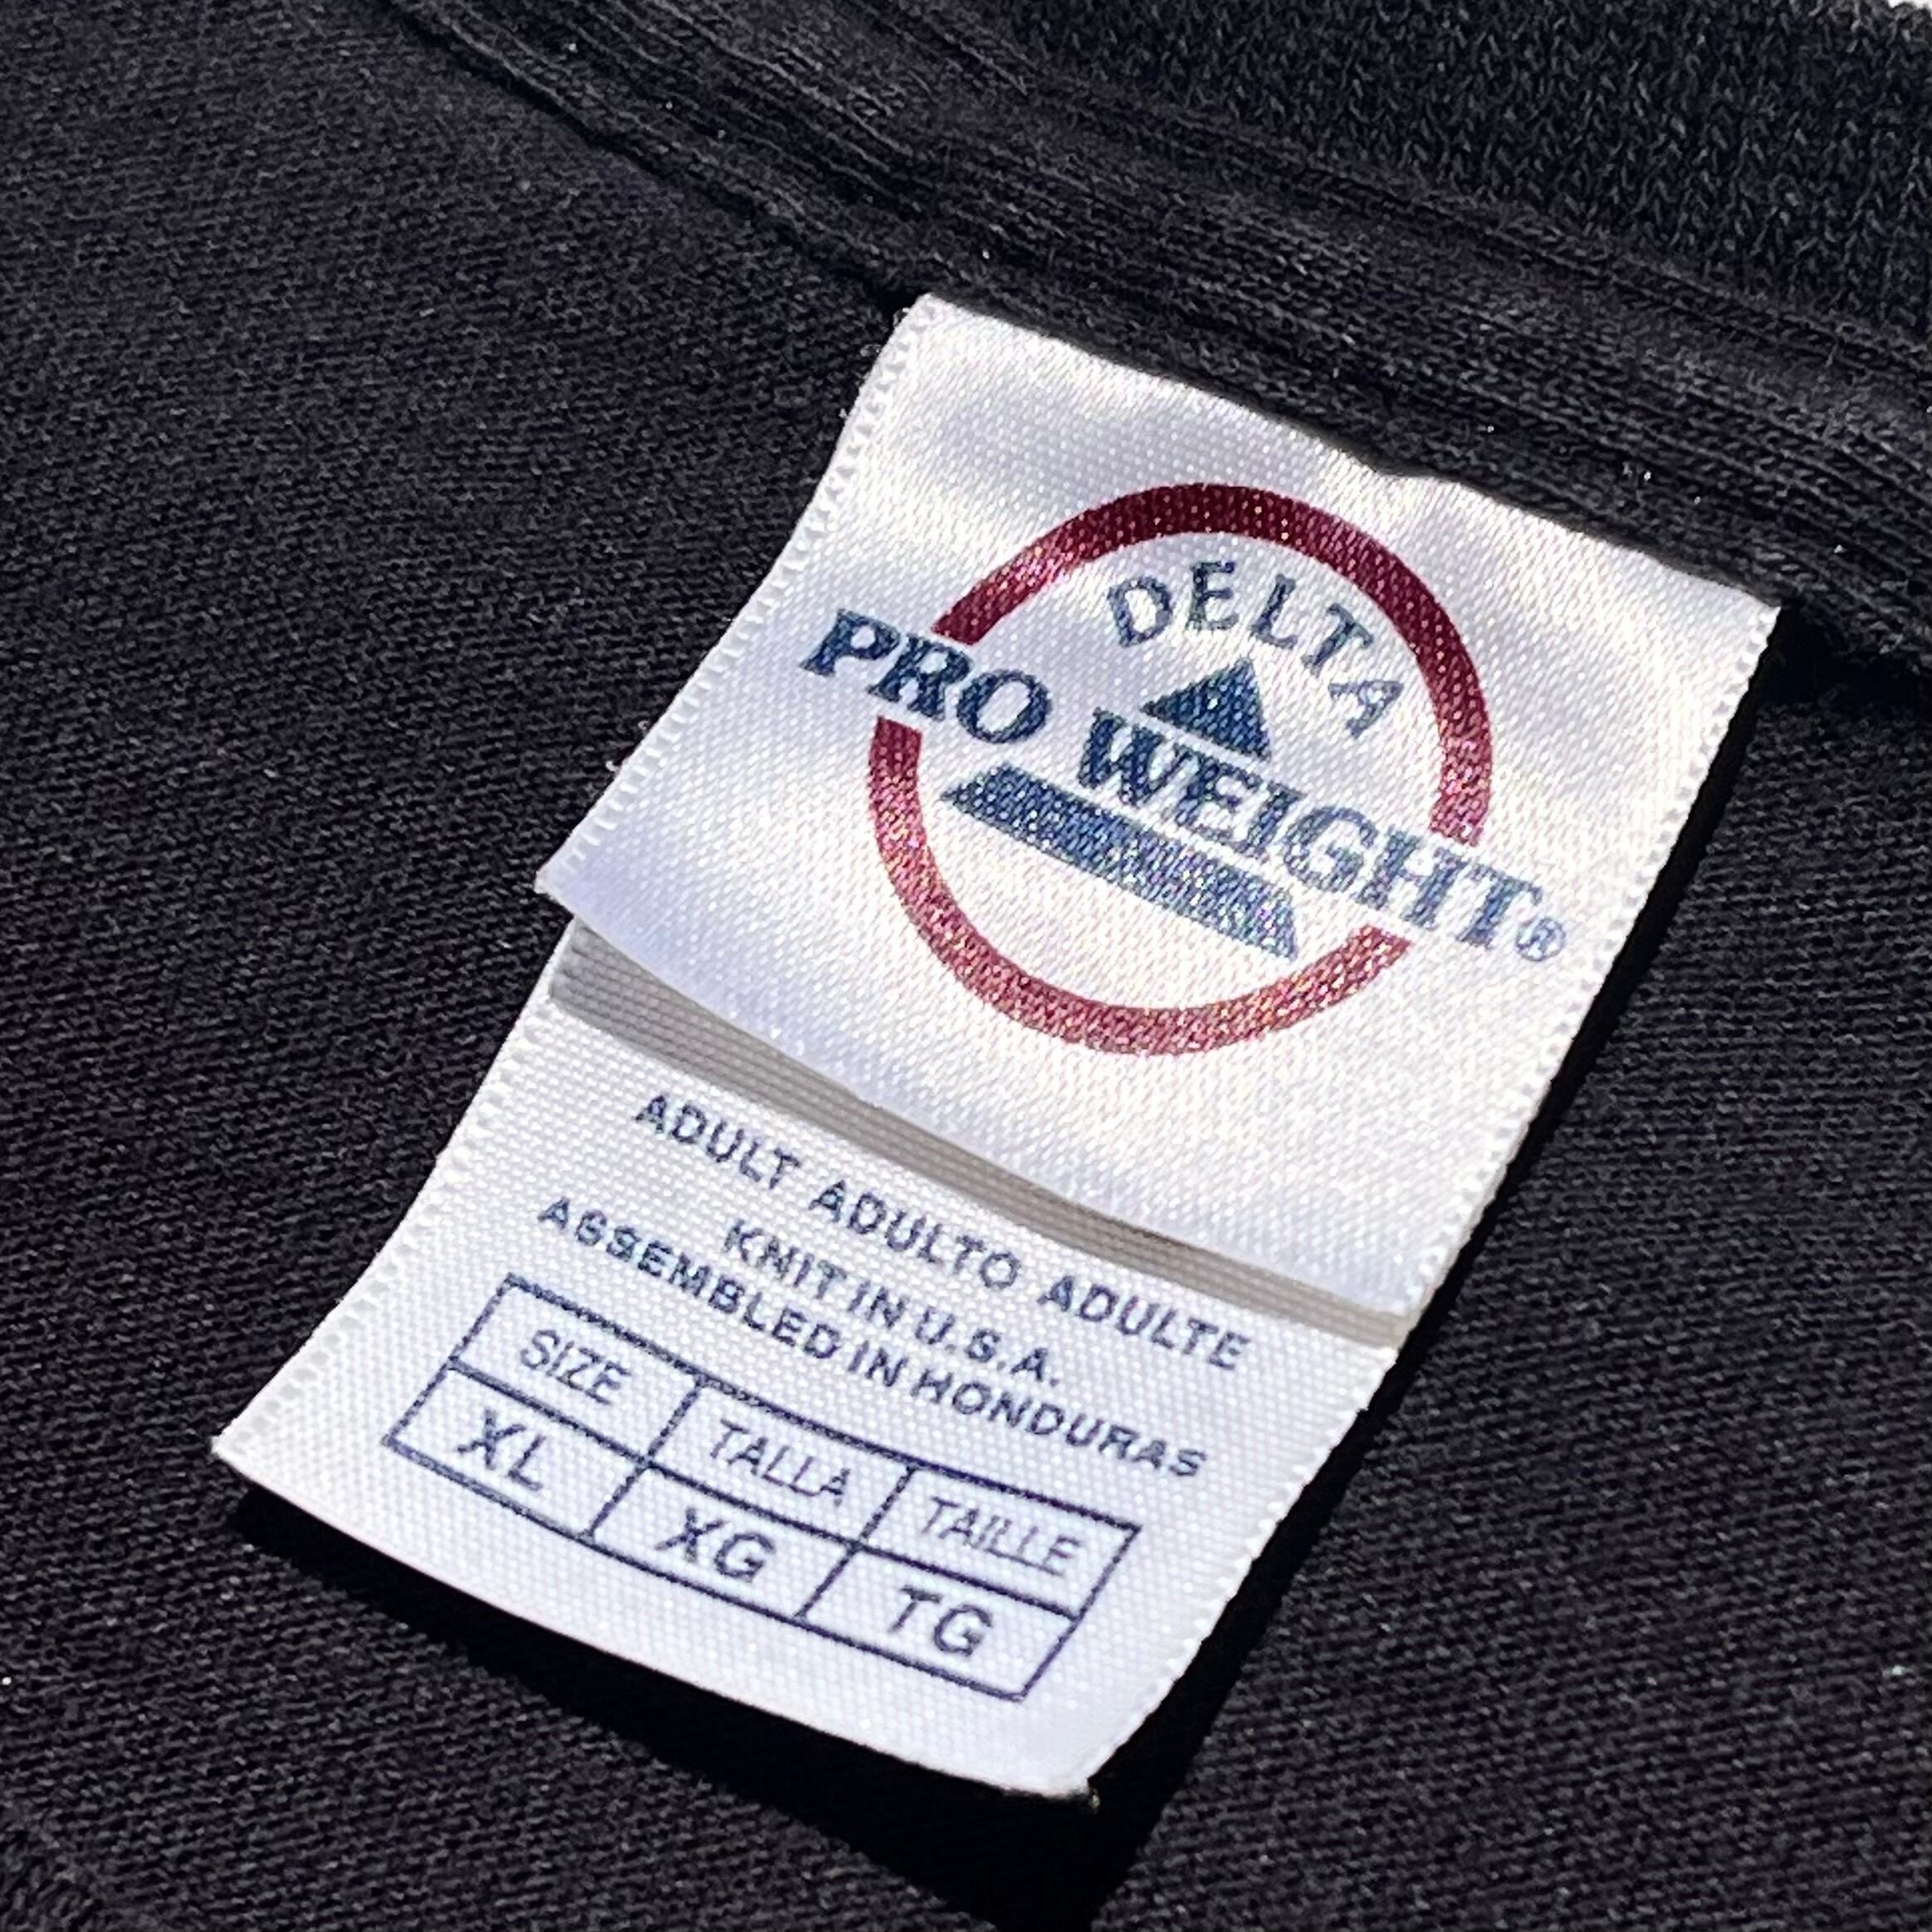 DELTA
PRO WEIGHT®
ADULT ADULTO ADULTE
KNIT IN U.S.A.
ASSEMBLED IN HONDURAS
SIZE TALLA TAILLE
XL XG TG